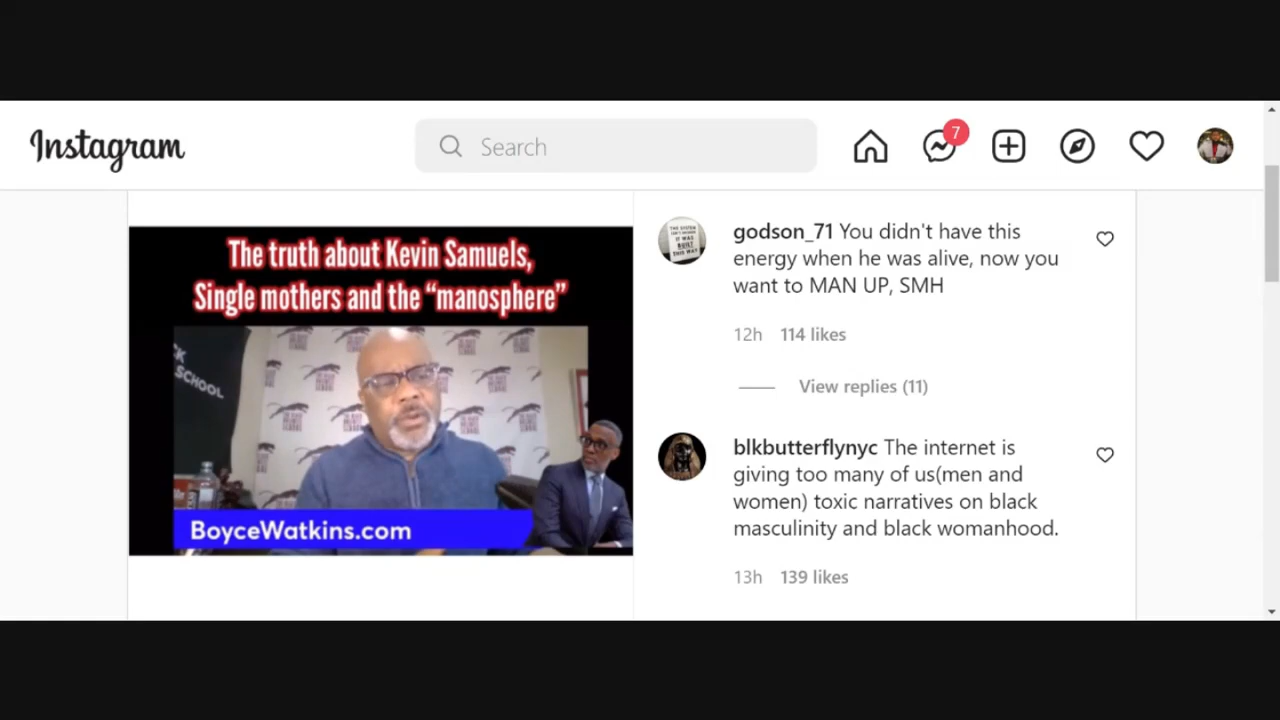 Instagram
Search
7
The truth about Kevin Samuels,
Single mothers and the “manosphere”
SCHOOL
BoyceWatkins.com
godson_71 You didn't have this
energy when he was alive, now you
want to MAN UP, SMH
12h 114 likes
View replies (11)
blkbutterflynyc The internet is
giving too many of us(men and
women) toxic narratives on black
masculinity and black womanhood.
13h 139 likes